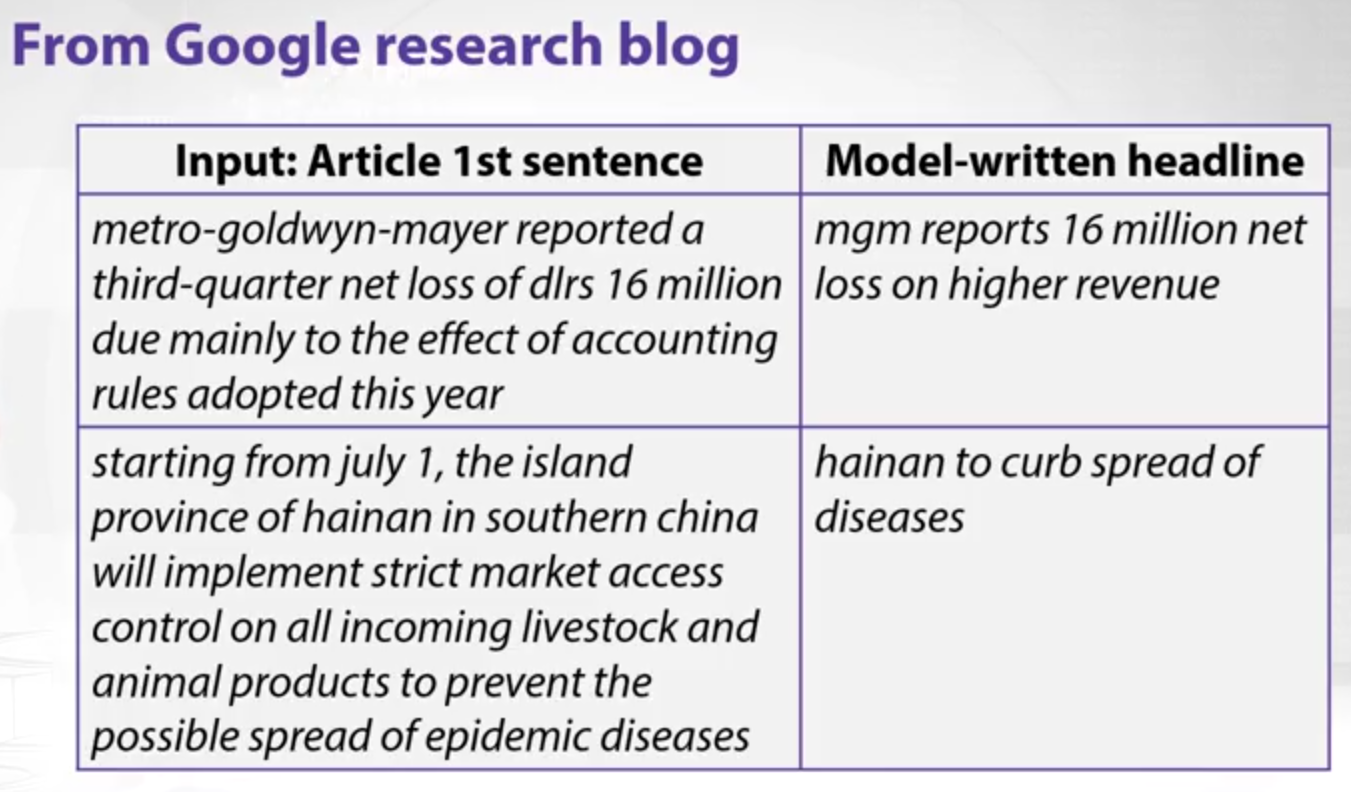 From Google research blog
Input: Article 1st sentence
Model-written headline
metro-goldwyn-mayer reported a
third-quarter net loss of dlrs 16 million
due mainly to the effect of accounting
rules adopted this year
mgm reports 16 million net
loss on higher revenue
starting from july 1, the island
province of hainan in southern china
will implement strict market access
control on all incoming livestock and
animal products to prevent the
possible spread of epidemic diseases
hainan to curb spread of
diseases